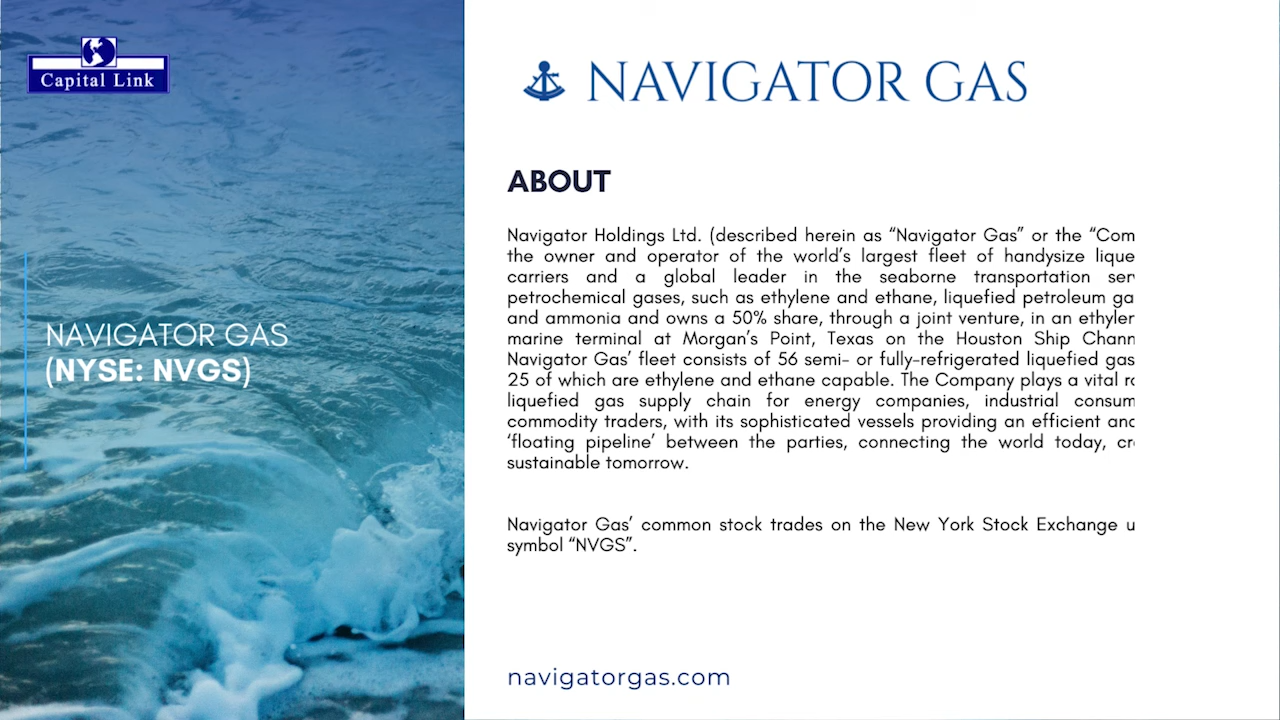 Capital Link
NAVIGATOR GAS
(NYSE: NVGS)
NAVIGATOR GAS
ABOUT
Navigator Holdings Ltd. (described herein as “Navigator Gas” or the “Com
the owner and operator of the world’s largest fleet of handysize lique
carriers and a global leader in the seaborne transportation ser
petrochemical gases, such as ethylene and ethane, liquefied petroleum ga
and ammonia and owns a 50% share, through a joint venture, in an ethyler
marine terminal at Morgan’s Point, Texas on the Houston Ship Chann
Navigator Gas’ fleet consists of 56 semi- or fully-refrigerated liquefied gas
25 of which are ethylene and ethane capable. The Company plays a vital ro
liquefied gas supply chain for energy companies, industrial consum
commodity traders, with its sophisticated vessels providing an efficient and
‘floating pipeline’ between the parties, connecting the world today, cr
sustainable tomorrow.
Navigator Gas’ common stock trades on the New York Stock Exchange u
symbol “NVGS”.
navigatorgas.com